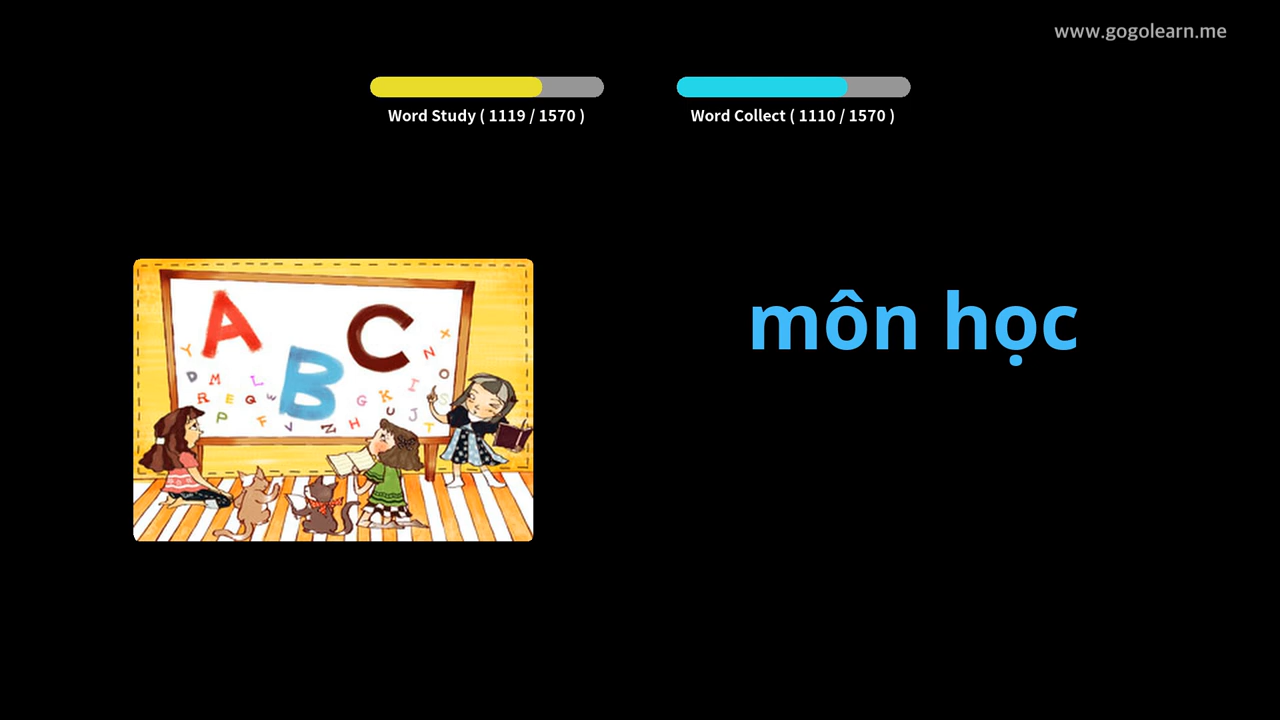 www.gogolearn.me
Word Study ( 1119 / 1570 )
Word Collect ( 1110 / 1570 )
môn học
A
B
C
Y
X
N
D
M
L
O
I
R
E
Q
W
G
K
S
P
F
V
Z
H
U
J
T